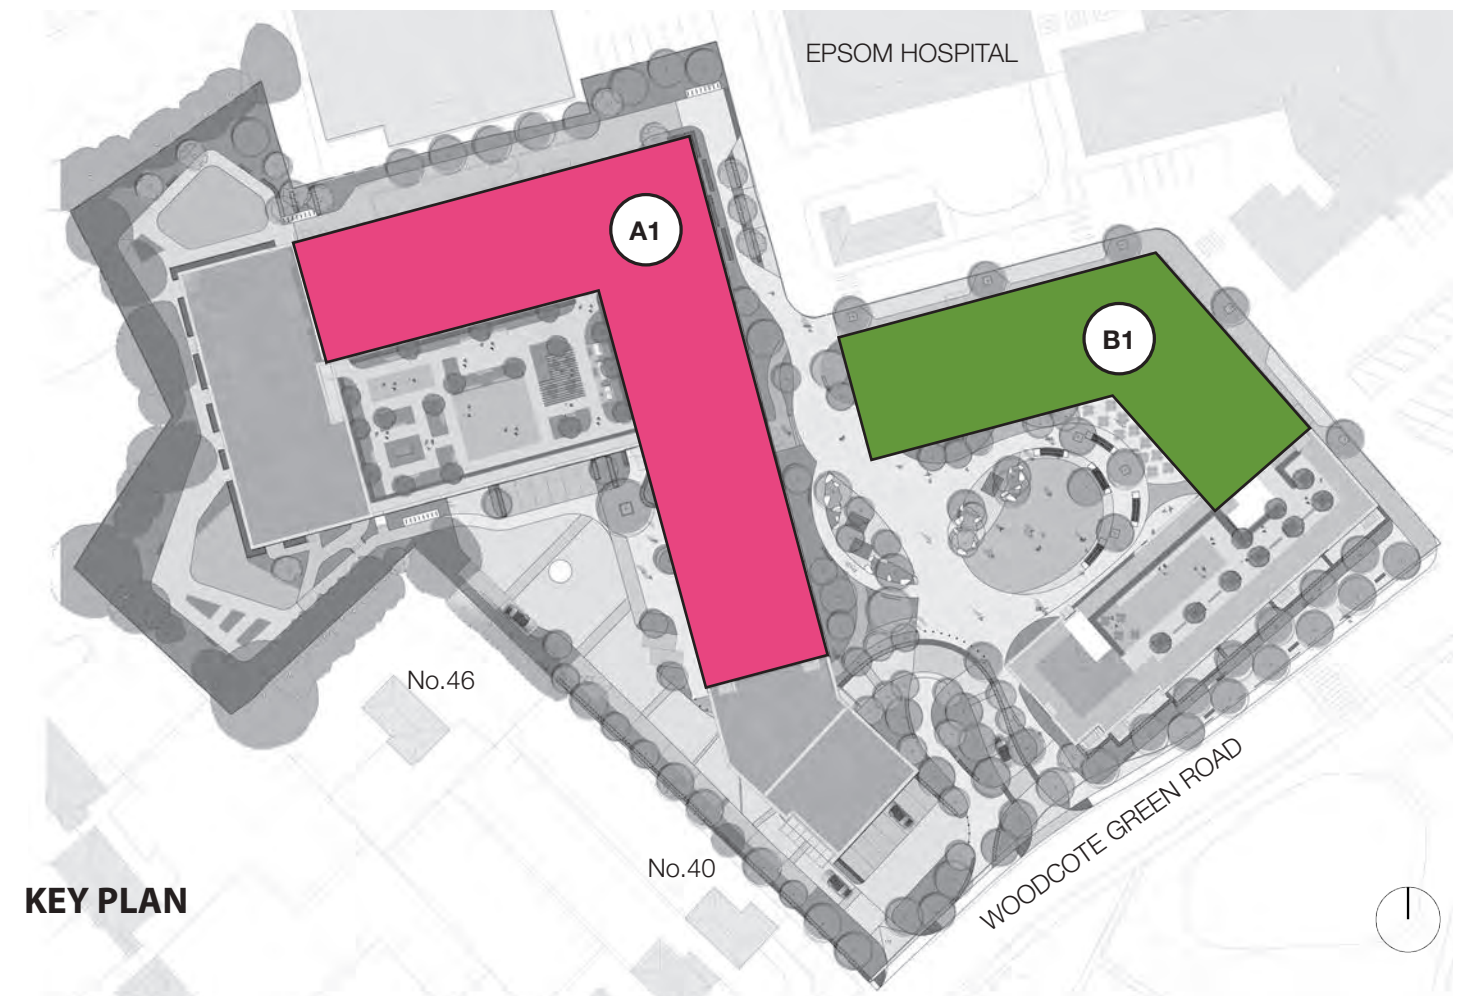 EPSOM HOSPITAL
A1
B1
No.46
WOODCOTE GREEN ROAD
No.40
KEY PLAN